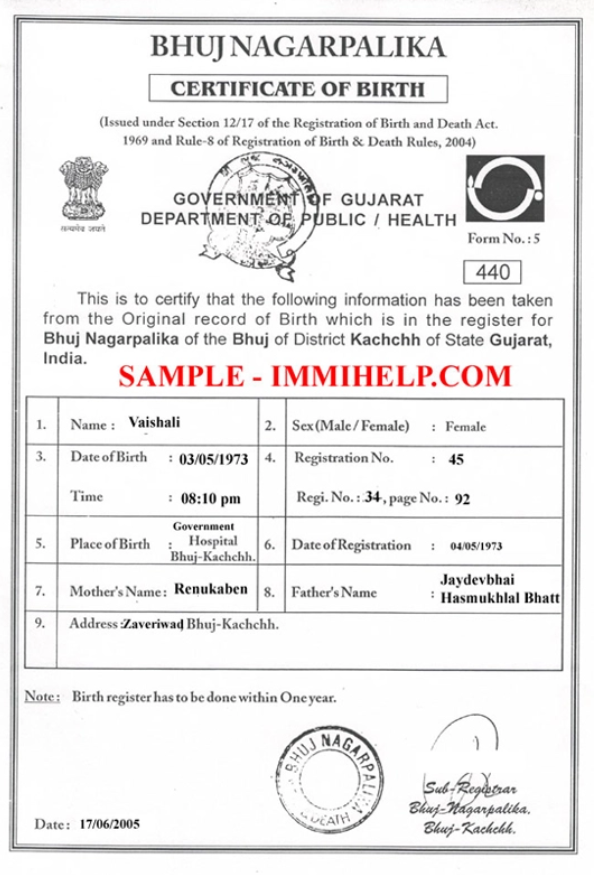 BHUJ NAGARPALIKA
CERTIFICATE OF BIRTH
(Issued under Section 12/17 of the Registration of Birth and Death Act.
1969 and Rule-8 of Registration of Birth & Death Rules, 2004)
सत्यमेव जयते
GOVERNMENT OF GUJARAT
DEPARTMENT OF PUBLIC / HEALTH
Form No. : 5
440
This is to certify that the following information has been taken
from the Original record of Birth which is in the register for
Bhuj Nagarpalika of the Bhuj of District Kachchh of State Gujarat,
India.
SAMPLE - IMMIHELP.COM
1. Name : Vaishali 2. Sex (Male / Female) : Female
3. Date of Birth : 03/05/1973 4. Registration No. : 45
Time : 08:10 pm Regi. No. : 34, page No. : 92
5. Place of Birth : Government Hospital Bhuj-Kachchh. 6. Date of Registration : 04/05/1973
7. Mother's Name : Renukaben 8. Father's Name : Jaydevbhai Hasmukhlal Bhatt
9. Address : Zaveriwad Bhuj-Kachchh.
Note : Birth register has to be done within One year.
BHUJ NAGARPALIKA
& DEATH
Sub-Registrar
Bhuj-Nagarpalika.
Bhuj-Kachchh.
Date : 17/06/2005